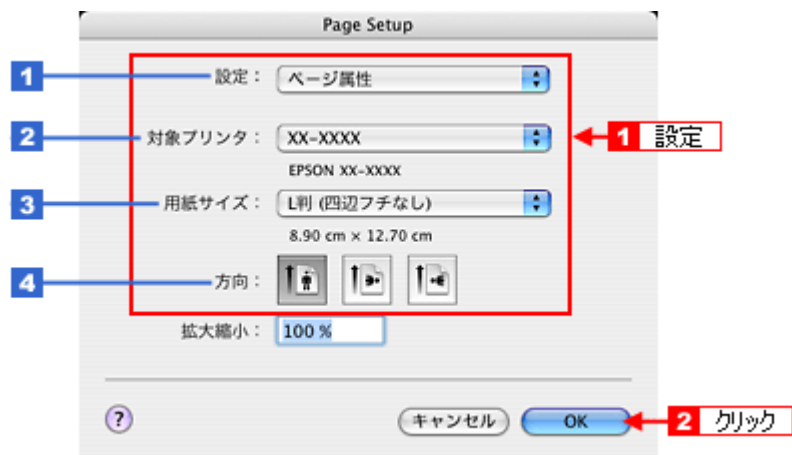 Page Setup
1 設定： ページ属性
2 対象プリンタ： XX-XXXX
1 設定
EPSON XX-XXXX
3 用紙サイズ： L判 (四辺フチなし)
8.90 cm × 12.70 cm
4 方向：
拡大縮小： 100 %
? キャンセル OK
2 クリック